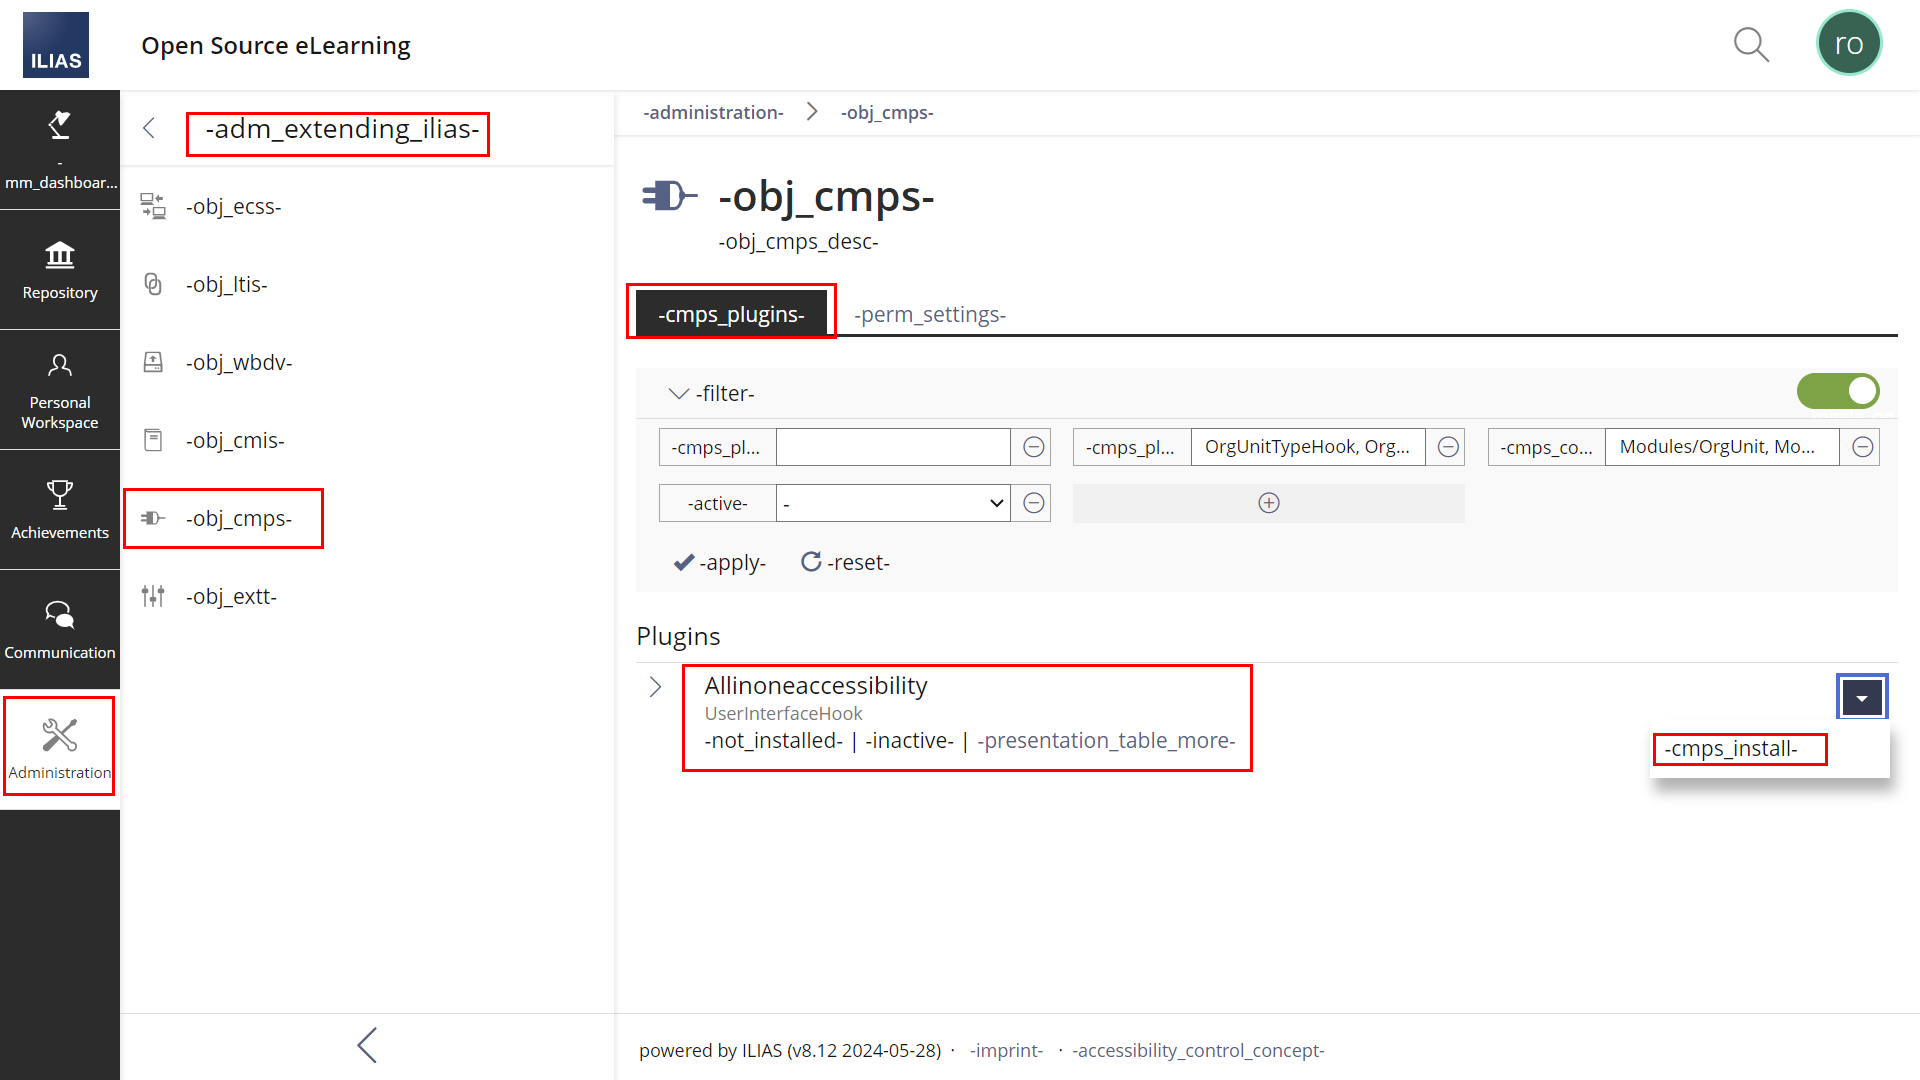 ILIAS
Open Source eLearning
ro
-
mm_dashboar...
Repository
Personal
Workspace
Achievements
Communication
Administration
-adm_extending_ilias-
-obj_ecss-
-obj_ltis-
-obj_wbdv-
-obj_cmis-
-obj_cmps-
-obj_extt-
-administration- -obj_cmps-
-obj_cmps-
-obj_cmps_desc-
-cmps_plugins- -perm_settings-
-filter-
-cmps_pl... -cmps_pl... OrgUnitTypeHook, Org... -cmps_co... Modules/OrgUnit, Mo...
-active- -
-apply- -reset-
Plugins
Allinoneaccessibility
UserInterfaceHook
-not_installed- | -inactive- | -presentation_table_more-
-cmps_install-
powered by ILIAS (v8.12 2024-05-28) · -imprint- · -accessibility_control_concept-